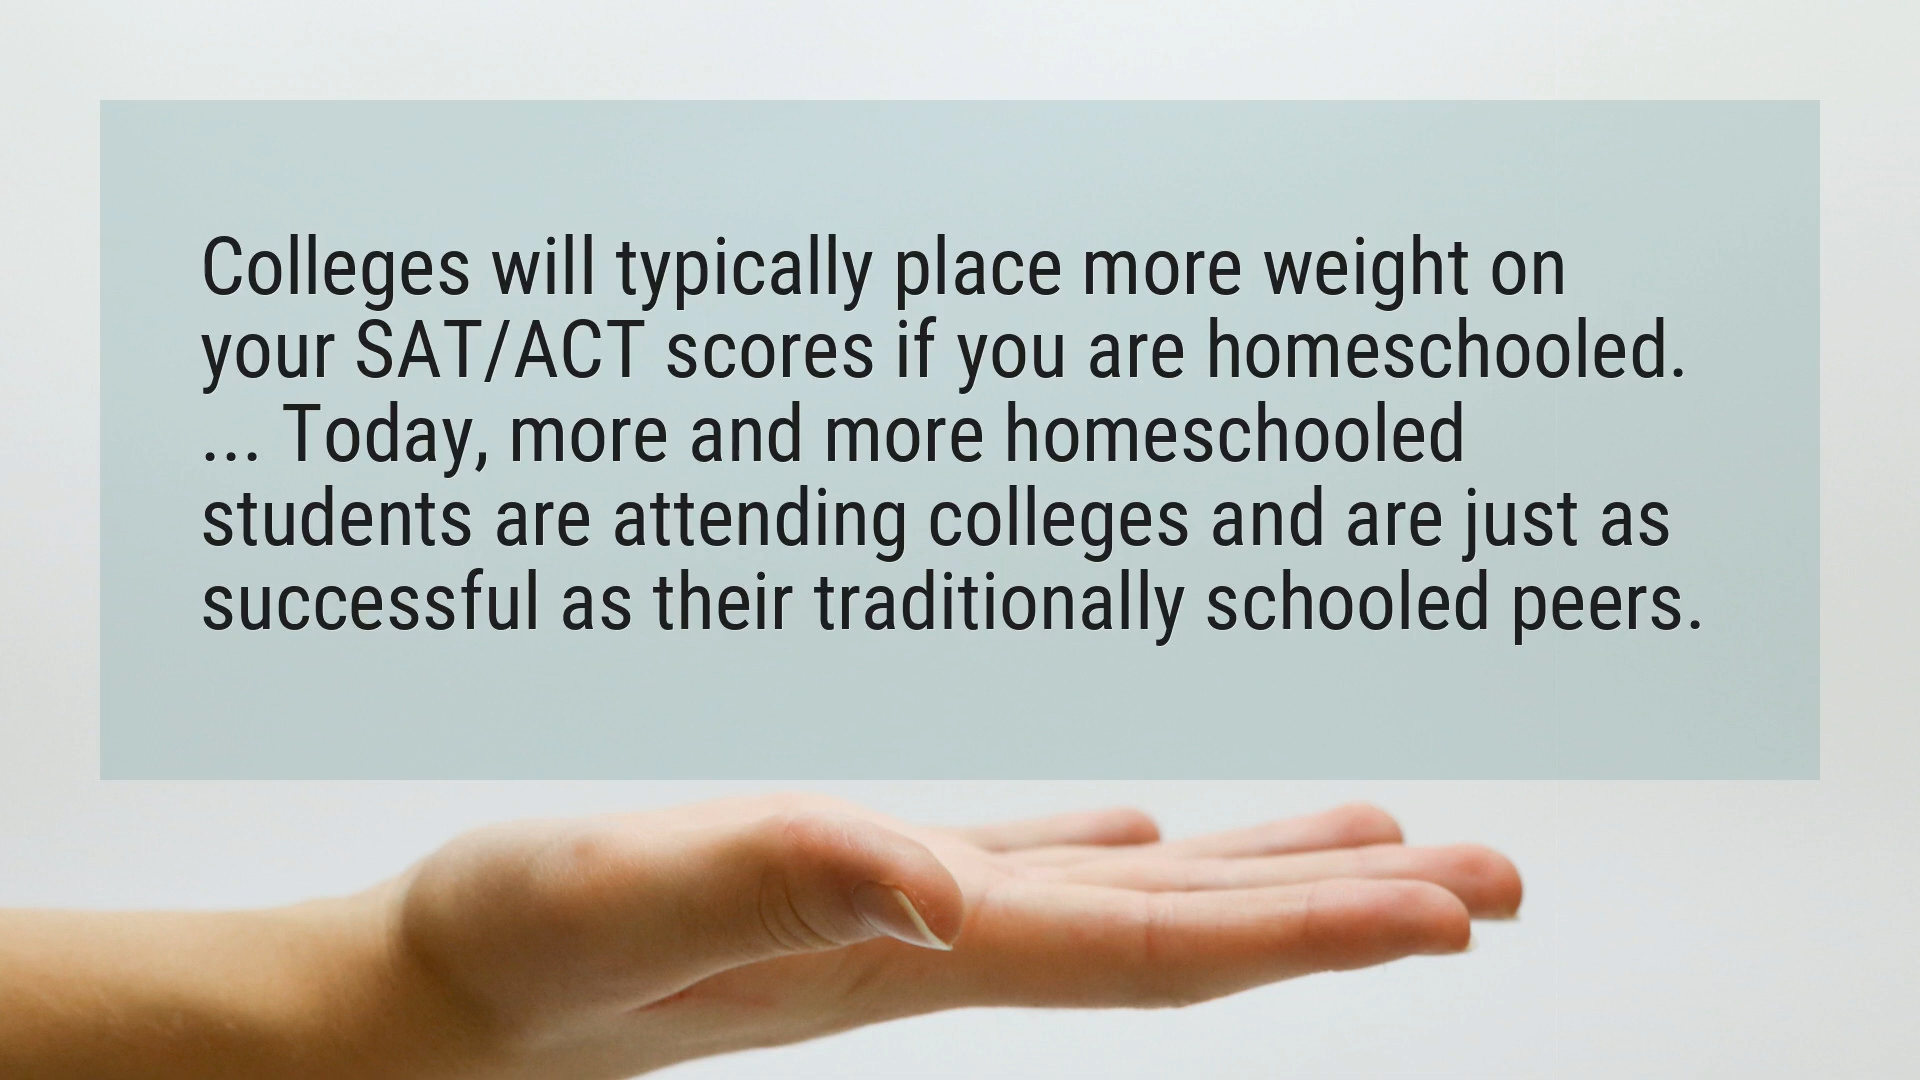 Colleges will typically place more weight on
your SAT/ACT scores if you are homeschooled.
... Today, more and more homeschooled
students are attending colleges and are just as
successful as their traditionally schooled peers.